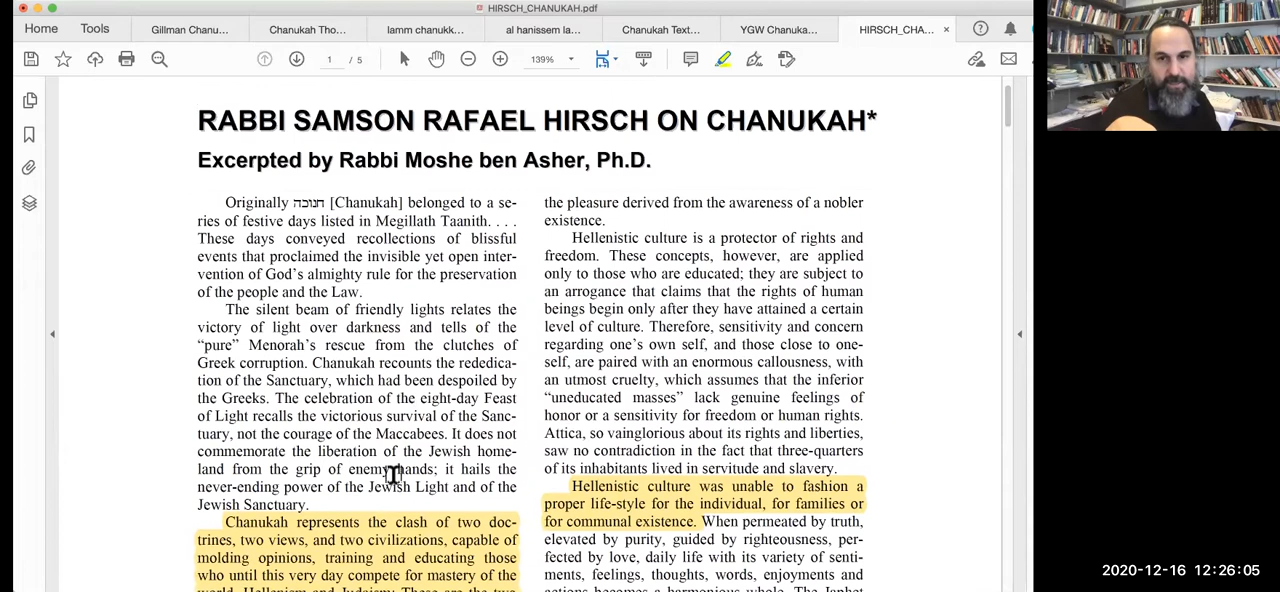 HIRSCH_CHANUKAH.pdf
Home
Tools
Gillman Chanu...
Chanukah Tho...
lamm chanukk...
al hanissem la...
Chanukah Text...
YGW Chanuka...
HIRSCH_CHA...
×
1 / 5
139%
RABBI SAMSON RAFAEL HIRSCH ON CHANUKAH*
Excerpted by Rabbi Moshe ben Asher, Ph.D.
Originally חנוכה [Chanukah] belonged to a se-
ries of festive days listed in Megillath Taanith. . . .
These days conveyed recollections of blissful
events that proclaimed the invisible yet open inter-
vention of God's almighty rule for the preservation
of the people and the Law.
The silent beam of friendly lights relates the
victory of light over darkness and tells of the
“pure” Menorah's rescue from the clutches of
Greek corruption. Chanukah recounts the rededica-
tion of the Sanctuary, which had been despoiled by
the Greeks. The celebration of the eight-day Feast
of Light recalls the victorious survival of the Sanc-
tuary, not the courage of the Maccabees. It does not
commemorate the liberation of the Jewish home-
land from the grip of enemy hands; it hails the
never-ending power of the Jewish Light and of the
Jewish Sanctuary.
Chanukah represents the clash of two doc-
trines, two views, and two civilizations, capable of
molding opinions, training and educating those
who until this very day compete for mastery of the
world. Hellenism and Judaism: These are the two
the pleasure derived from the awareness of a nobler
existence.
Hellenistic culture is a protector of rights and
freedom. These concepts, however, are applied
only to those who are educated; they are subject to
an arrogance that claims that the rights of human
beings begin only after they have attained a certain
level of culture. Therefore, sensitivity and concern
regarding one's own self, and those close to one-
self, are paired with an enormous callousness, with
an utmost cruelty, which assumes that the inferior
“uneducated masses” lack genuine feelings of
honor or a sensitivity for freedom or human rights.
Attica, so vainglorious about its rights and liberties,
saw no contradiction in the fact that three-quarters
of its inhabitants lived in servitude and slavery.
Hellenistic culture was unable to fashion a
proper life-style for the individual, for families or
for communal existence. When permeated by truth,
elevated by purity, guided by righteousness, per-
fected by love, daily life with its variety of senti-
ments, feelings, thoughts, words, enjoyments and
actions becomes a harmonious whole. The Japhet
2020-12-16 12:26:05